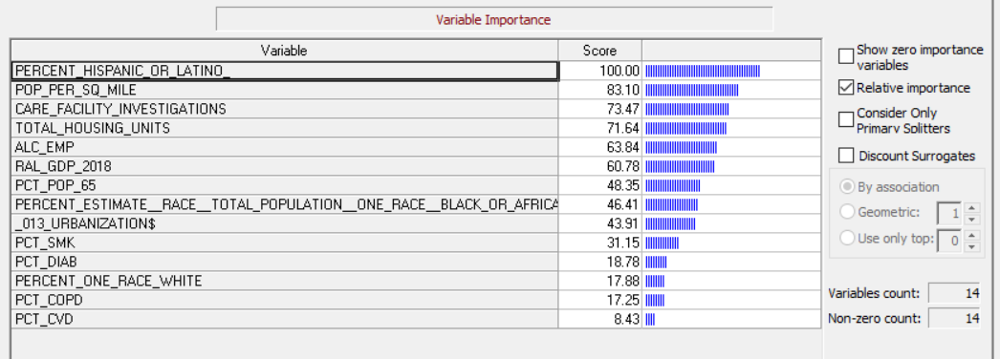 Variable Importance
Variable Score
PERCENT_HISPANIC_OR_LATINO_ 100.00
POP_PER_SQ_MILE 83.10
CARE_FACILITY_INVESTIGATIONS 73.47
TOTAL_HOUSING_UNITS 71.64
ALC_EMP 63.84
RAL_GDP_2018 60.78
PCT_POP_65 48.35
PERCENT_ESTIMATE__RACE__TOTAL_POPULATION__ONE_RACE__BLACK_OR_AFRICA 46.41
_013_URBANIZATION$ 43.91
PCT_SMK 31.15
PCT_DIAB 18.78
PERCENT_ONE_RACE_WHITE 17.88
PCT_COPD 17.25
PCT_CVD 8.43
Show zero importance
variables
Relative importance
Consider Only
Primary Splitters
Discount Surrogates
By association
Geometric: 1
Use only top: 0
Variables count: 14
Non-zero count: 14